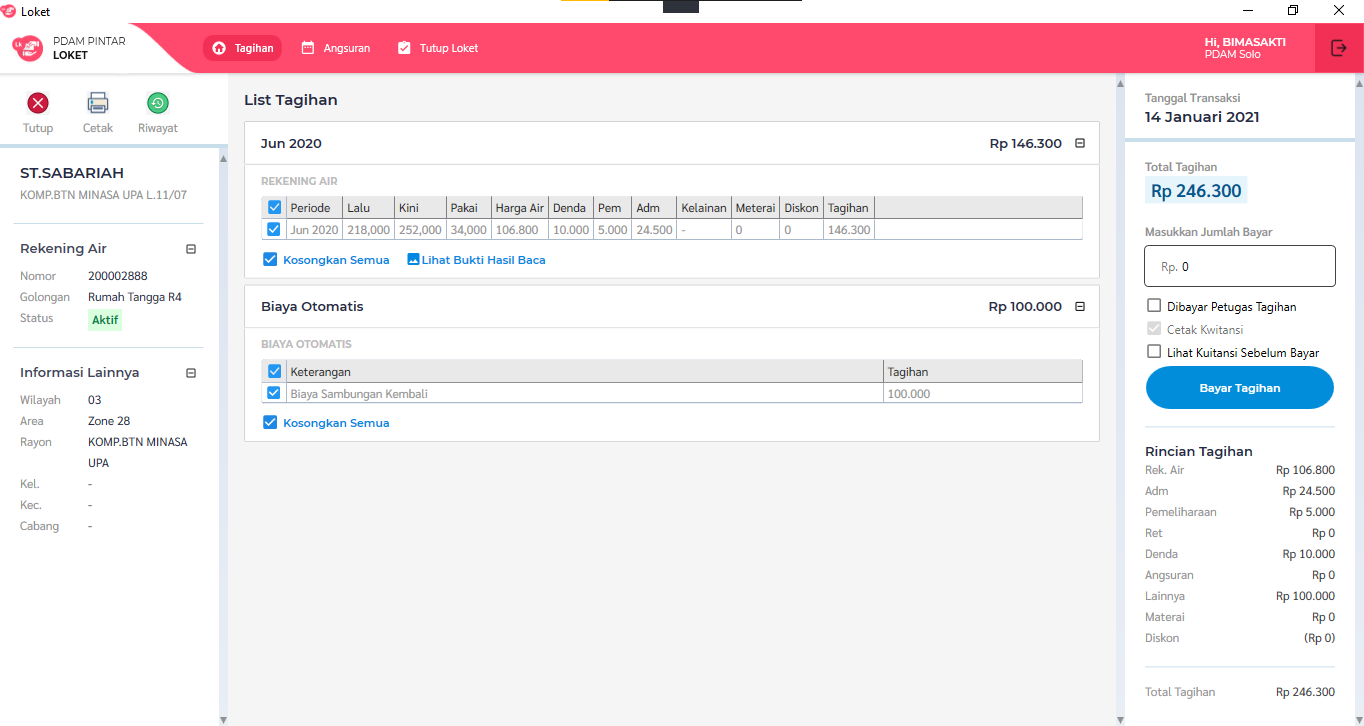 Loket
PDAM PINTAR
LOKET
Tagihan
Angsuran
Tutup Loket
Hi, BIMASAKTI
PDAM Solo
Tutup
Cetak
Riwayat
ST.SABARIAH
KOMP.BTN MINASA UPA L.11/07
Rekening Air
Nomor 200002888
Golongan Rumah Tangga R4
Status Aktif
Informasi Lainnya
Wilayah 03
Area Zone 28
Rayon KOMP.BTN MINASA
UPA
Kel. -
Kec. -
Cabang -
List Tagihan
Jun 2020 Rp 146.300
REKENING AIR
Periode Lalu Kini Pakai Harga Air Denda Pem Adm Kelainan Meterai Diskon Tagihan
Jun 2020 218,000 252,000 34,000 106.800 10.000 5.000 24.500 - 0 0 146.300
Kosongkan Semua Lihat Bukti Hasil Baca
Biaya Otomatis Rp 100.000
BIAYA OTOMATIS
Keterangan Tagihan
Biaya Sambungan Kembali 100.000
Kosongkan Semua
Tanggal Transaksi
14 Januari 2021
Total Tagihan
Rp 246.300
Masukkan Jumlah Bayar
Rp. 0
Dibayar Petugas Tagihan
Cetak Kwitansi
Lihat Kuitansi Sebelum Bayar
Bayar Tagihan
Rincian Tagihan
Rek. Air Rp 106.800
Adm Rp 24.500
Pemeliharaan Rp 5.000
Ret Rp 0
Denda Rp 10.000
Angsuran Rp 0
Lainnya Rp 100.000
Materai Rp 0
Diskon (Rp 0)
Total Tagihan Rp 246.300